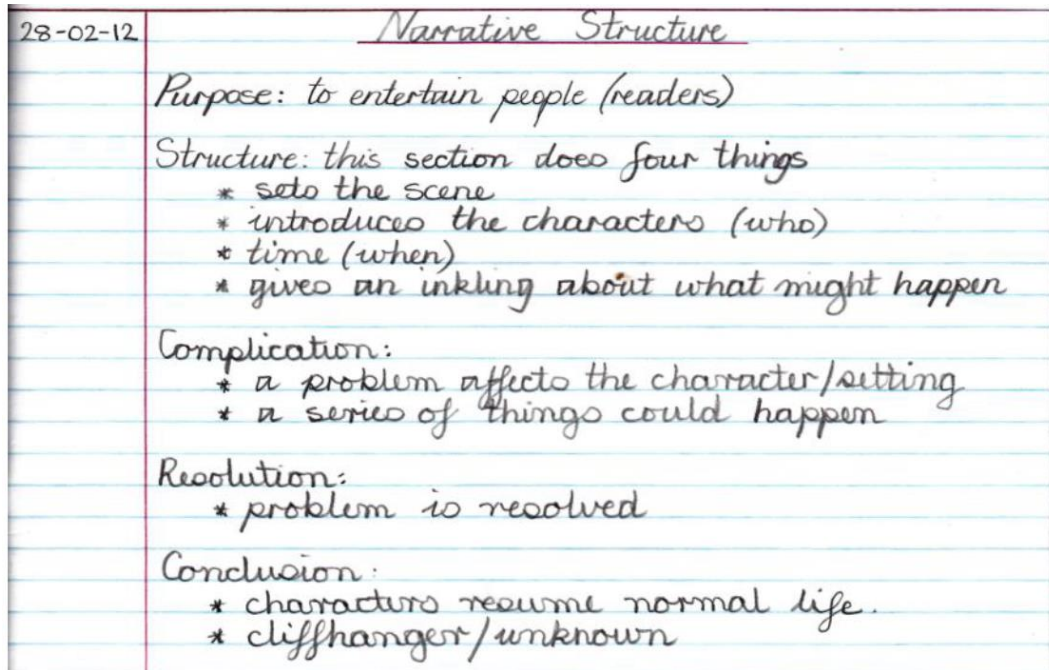 28-02-12 Narrative Structure
Purpose: to entertain people (readers)
Structure: this section does four things
* sets the scene
* introduces the characters (who)
* time (when)
* gives an inkling about what might happen
Complication:
* a problem affects the character/setting
* a series of things could happen
Resolution:
* problem is resolved
Conclusion:
* characters resume normal life.
* cliffhanger/unknown